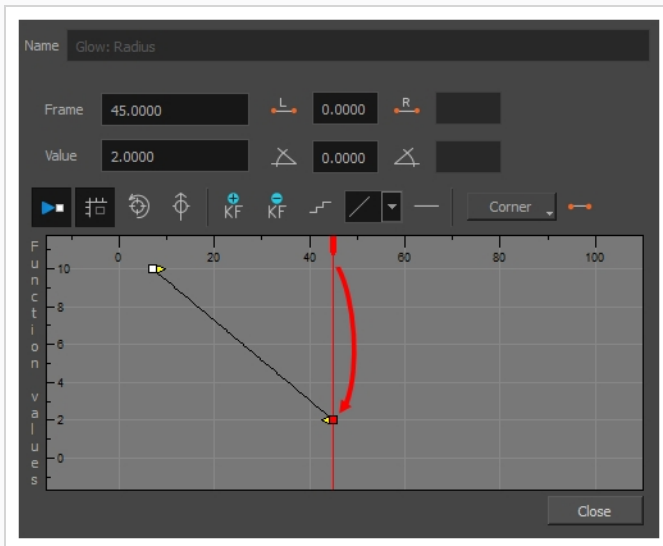 Name Glow: Radius
Frame 45.0000 L 0.0000 R
Value 2.0000 0.0000
KF KF Corner
Function values
0 20 40 60 80 100
10
8
6
4
2
0
Close